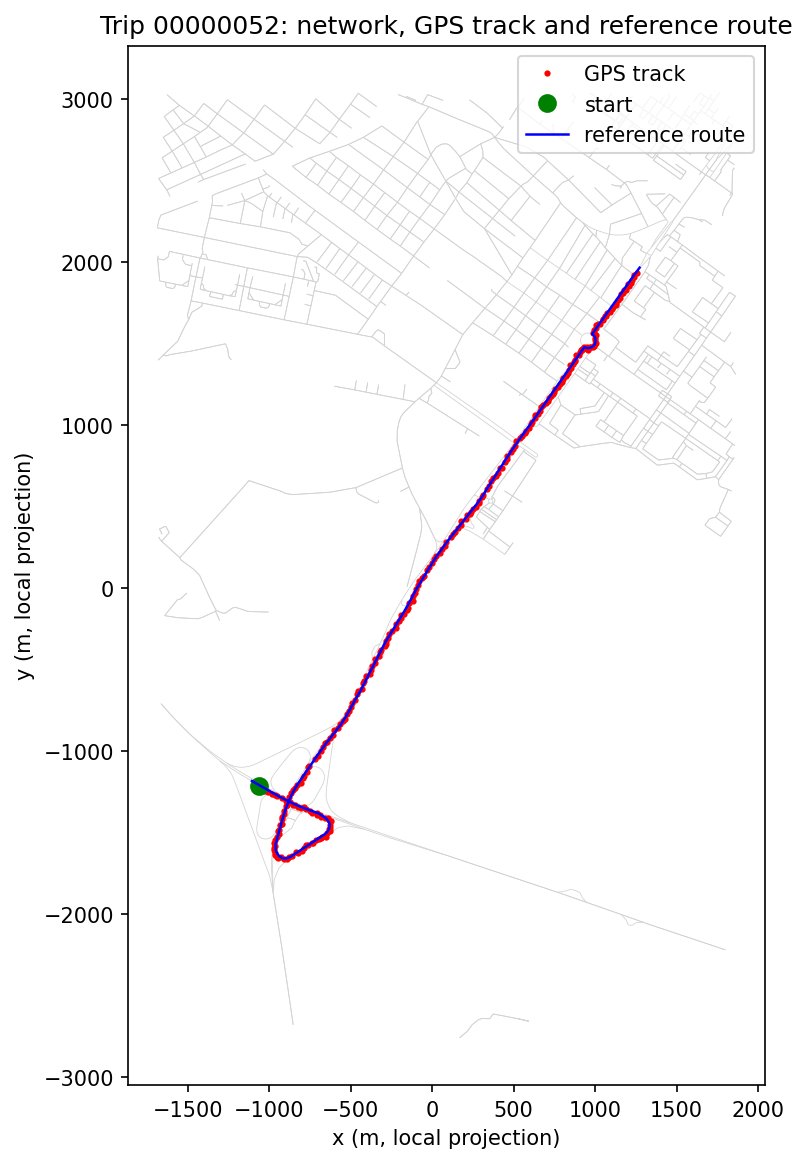 Trip 00000052: network, GPS track and reference route
GPS track
start
reference route
3000
2000
1000
0
−1000
−2000
−3000
y (m, local projection)
−1500 −1000 −500 0 500 1000 1500 2000
x (m, local projection)